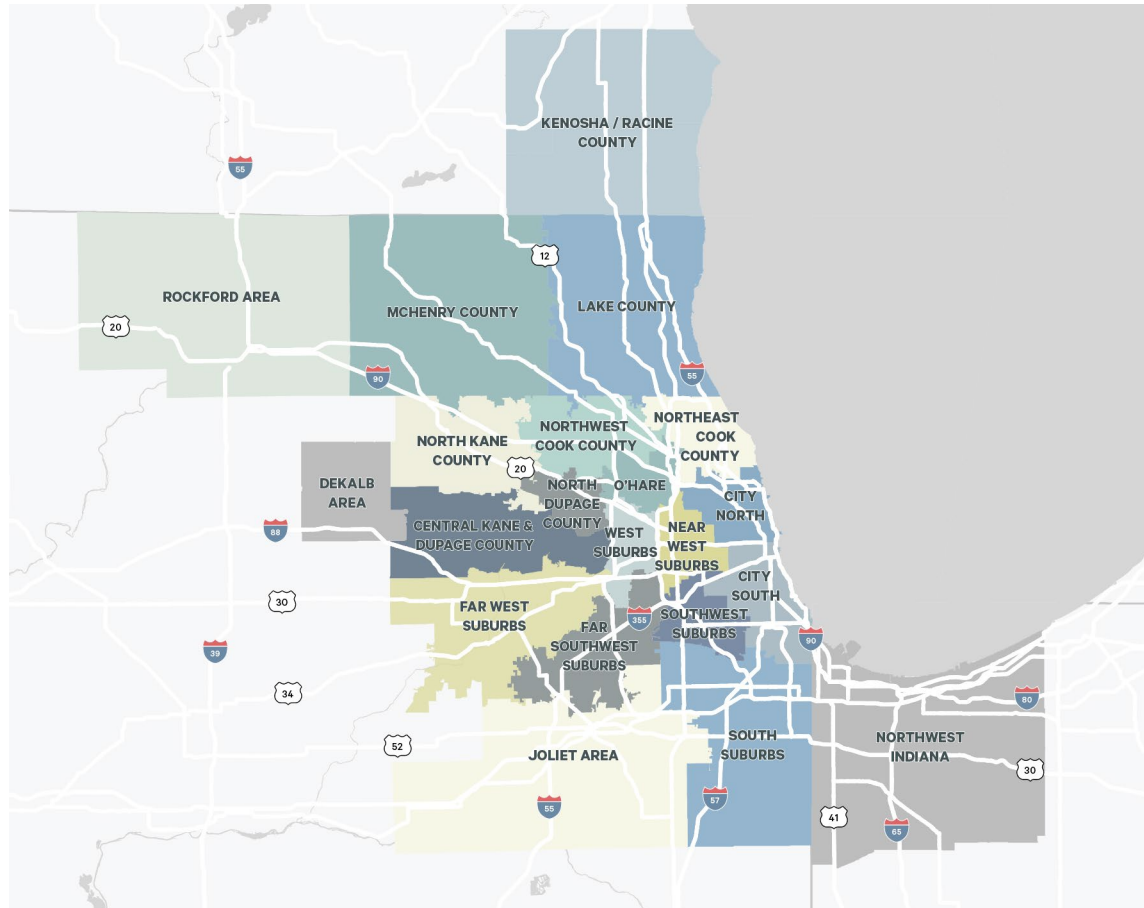 KENOSHA / RACINE
COUNTY
55
12
ROCKFORD AREA
MCHENRY COUNTY
LAKE COUNTY
20
90
55
NORTH KANE
COUNTY
NORTHWEST
COOK COUNTY
NORTHEAST
COOK
COUNTY
20
DEKALB
AREA
NORTH
DUPAGE
COUNTY
O'HARE
CITY
NORTH
88
CENTRAL KANE &
DUPAGE COUNTY
WEST
SUBURBS
NEAR
WEST
SUBURBS
CITY
SOUTH
30
FAR WEST
SUBURBS
355
SOUTHWEST
SUBURBS
39
FAR
SOUTHWEST
SUBURBS
90
34
80
52
JOLIET AREA
SOUTH
SUBURBS
NORTHWEST
INDIANA
30
55
57
41
65